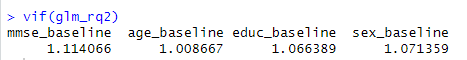 > vif(glm_rq2)
mmse_baseline age_baseline educ_baseline sex_baseline
1.114066 1.008667 1.066389 1.071359